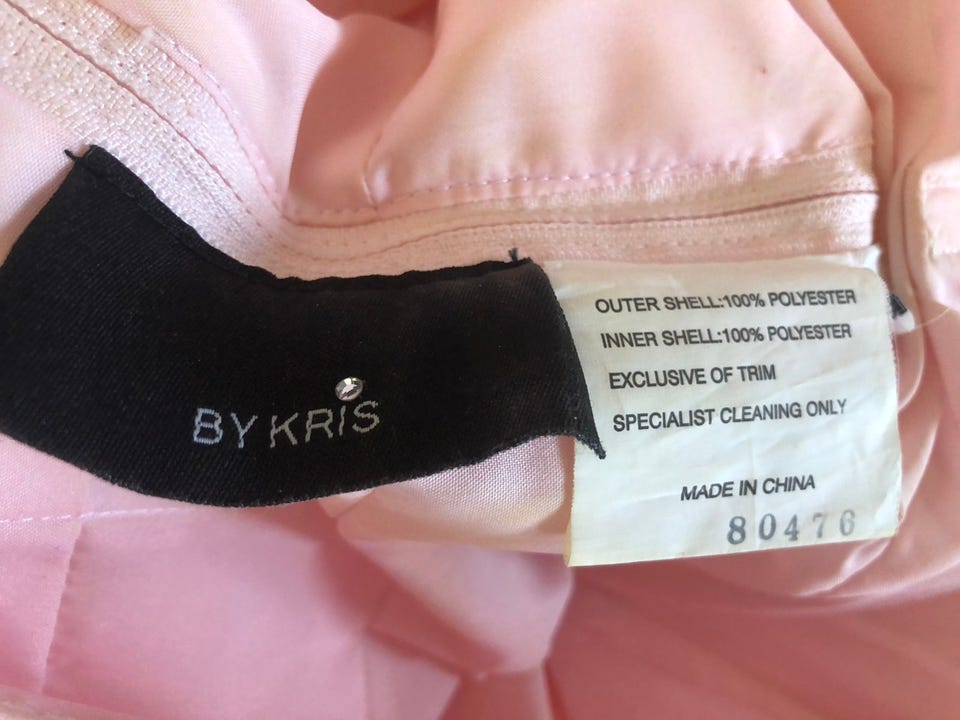 BY KRIS
OUTER SHELL:100% POLYESTER
INNER SHELL:100% POLYESTER
EXCLUSIVE OF TRIM
SPECIALIST CLEANING ONLY
MADE IN CHINA
80476